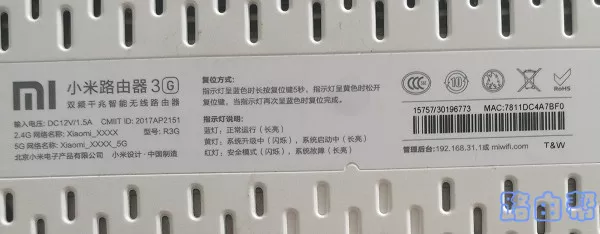 mi 小米路由器 3G
双频千兆智能无线路由器
输入电压: DC12V/1.5A CMIIT ID: 2017AP2151
2.4G 网络名称: Xiaomi_XXXX 型号: R3G
5G 网络名称: Xiaomi_XXXX_5G
北京小米电子产品有限公司 小米设计·中国制造
复位方式:
指示灯呈蓝色时长按复位键5秒,指示灯呈黄色时松开
复位键,当指示灯再次呈蓝色时复位完成。
指示灯说明:
蓝灯: 正常运行(长亮)
黄灯: 系统升级中(闪烁),系统启动中(长亮)
红灯: 安全模式(闪烁),系统故障(长亮)
RoHS
15757/30196773 MAC:7811DC4A7BF0
管理后台: 192.168.31.1或 miwifi.com T&W
路由帮